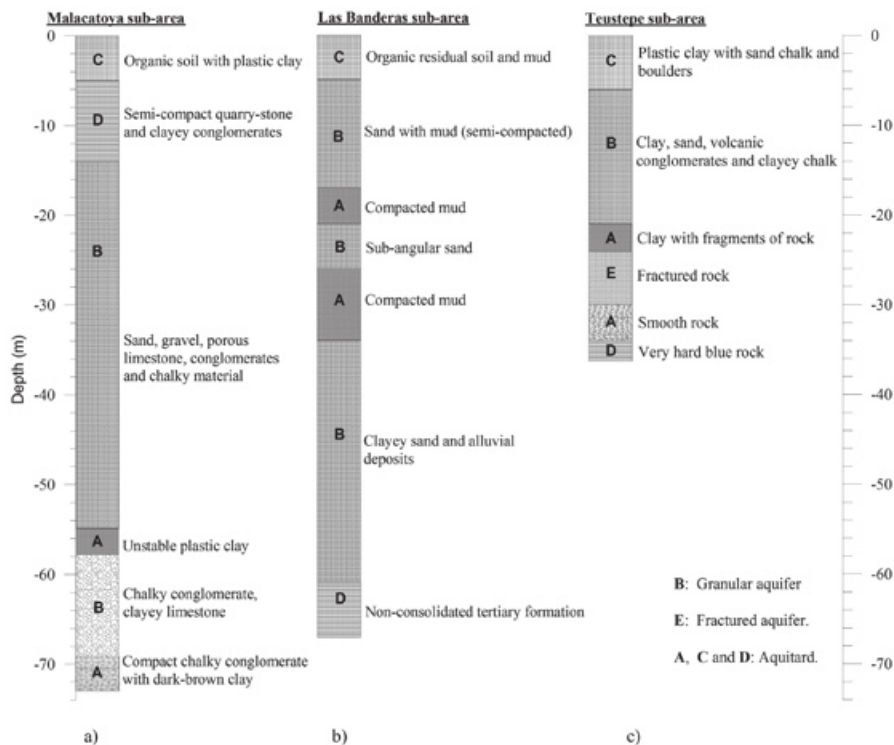 Malacatoya sub-area
Las Banderas sub-area
Teustepe sub-area
Depth (m)
0
-10
-20
-30
-40
-50
-60
-70
C
Organic soil with plastic clay
D
Semi-compact quarry-stone
and clayey conglomerates
B
Sand, gravel, porous
limestone, conglomerates
and chalky material
A
Unstable plastic clay
B
Chalky conglomerate,
clayey limestone
A
Compact chalky conglomerate
with dark-brown clay
a)
C
Organic residual soil and mud
B
Sand with mud (semi-compacted)
A
Compacted mud
B
Sub-angular sand
A
Compacted mud
B
Clayey sand and alluvial
deposits
D
Non-consolidated tertiary formation
b)
C
Plastic clay with sand chalk and
boulders
B
Clay, sand, volcanic
conglomerates and clayey chalk
A
Clay with fragments of rock
E
Fractured rock
A
Smooth rock
D
Very hard blue rock
c)
B: Granular aquifer
E: Fractured aquifer.
A, C and D: Aquitard.
0
-10
-20
-30
-40
-50
-60
-70